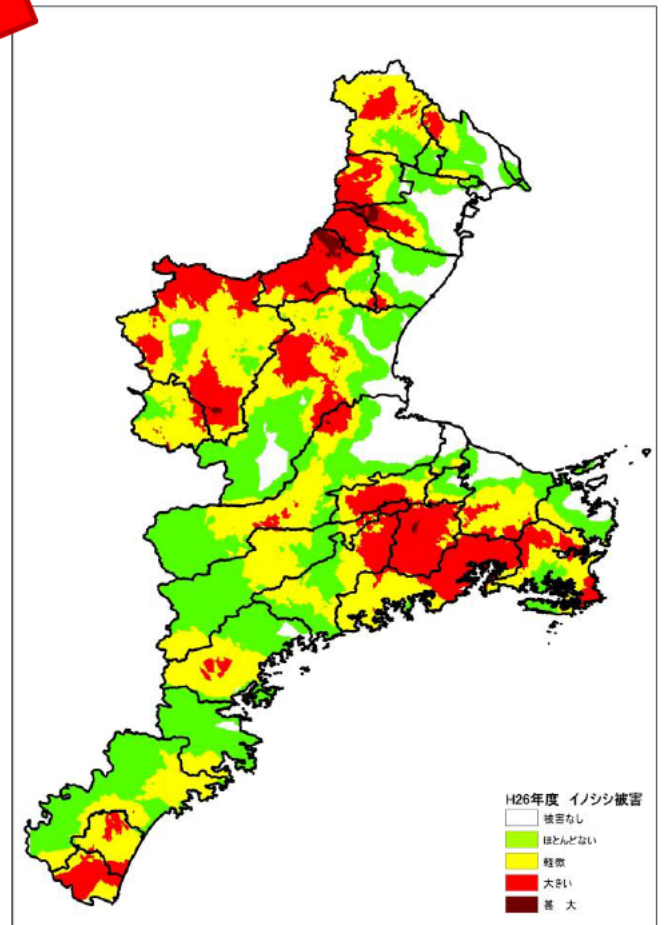 H26年度 イノシシ被害
被害なし
ほとんどない
軽微
大きい
甚 大